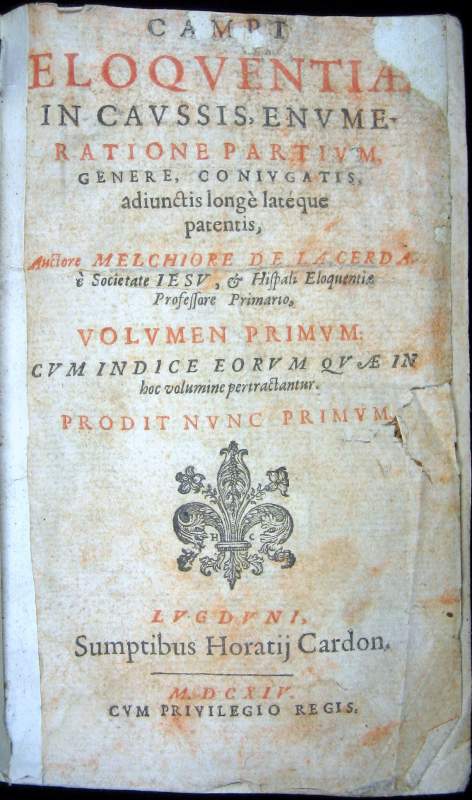 CAMPI
ELOQVENTIÆ
IN CAVSSIS, ENVME-
RATIONE PARTIVM,
GENERE, CONIVGATIS,
adiunctis longè latéque
patentis,
Auctore MELCHIORE DE LA CERDA
è Societate IESV, & Hispali Eloquentiæ
Professore Primario.
VOLVMEN PRIMVM:
CVM INDICE EORVM QVÆ IN
hoc volumine pertractantur.
PRODIT NVNC PRIMVM.
H C
LVGDVNI,
Sumptibus Horatij Cardon.
M. DCXIV.
CVM PRIVILEGIO REGIS.